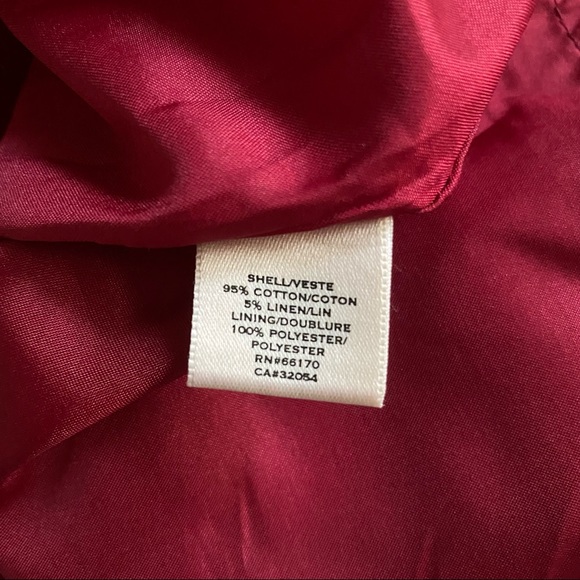 SHELL/VESTE
95% COTTON/COTON
5% LINEN/LIN
LINING/DOUBLURE
100% POLYESTER/
POLYESTER
RN#66170
CA#32054